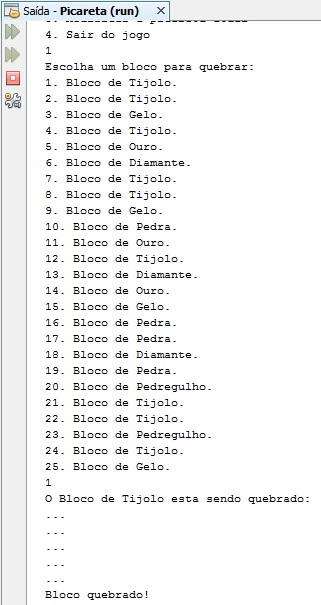 Saída - Picareta (run)
4. Sair do jogo
1
Escolha um bloco para quebrar:
1. Bloco de Tijolo.
2. Bloco de Tijolo.
3. Bloco de Gelo.
4. Bloco de Tijolo.
5. Bloco de Ouro.
6. Bloco de Diamante.
7. Bloco de Tijolo.
8. Bloco de Tijolo.
9. Bloco de Gelo.
10. Bloco de Pedra.
11. Bloco de Ouro.
12. Bloco de Tijolo.
13. Bloco de Diamante.
14. Bloco de Ouro.
15. Bloco de Gelo.
16. Bloco de Pedra.
17. Bloco de Pedra.
18. Bloco de Diamante.
19. Bloco de Pedra.
20. Bloco de Pedregulho.
21. Bloco de Tijolo.
22. Bloco de Tijolo.
23. Bloco de Pedregulho.
24. Bloco de Tijolo.
25. Bloco de Gelo.
1
O Bloco de Tijolo esta sendo quebrado:
...
...
...
...
...
Bloco quebrado!